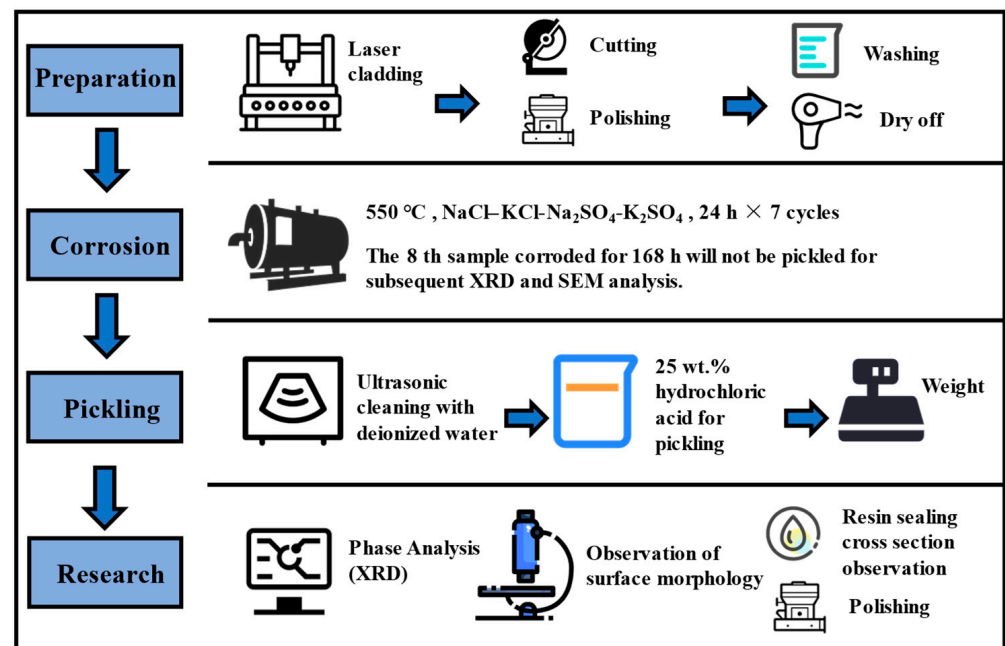 Preparation
Laser
cladding
Cutting
Polishing
Washing
Dry off
Corrosion
550 °C , NaCl–KCl-Na₂SO₄-K₂SO₄ , 24 h × 7 cycles
The 8 th sample corroded for 168 h will not be pickled for
subsequent XRD and SEM analysis.
Pickling
Ultrasonic
cleaning with
deionized water
25 wt.%
hydrochloric
acid for
pickling
Weight
Research
Phase Analysis
(XRD)
Observation of
surface morphology
Resin sealing
cross section
observation
Polishing